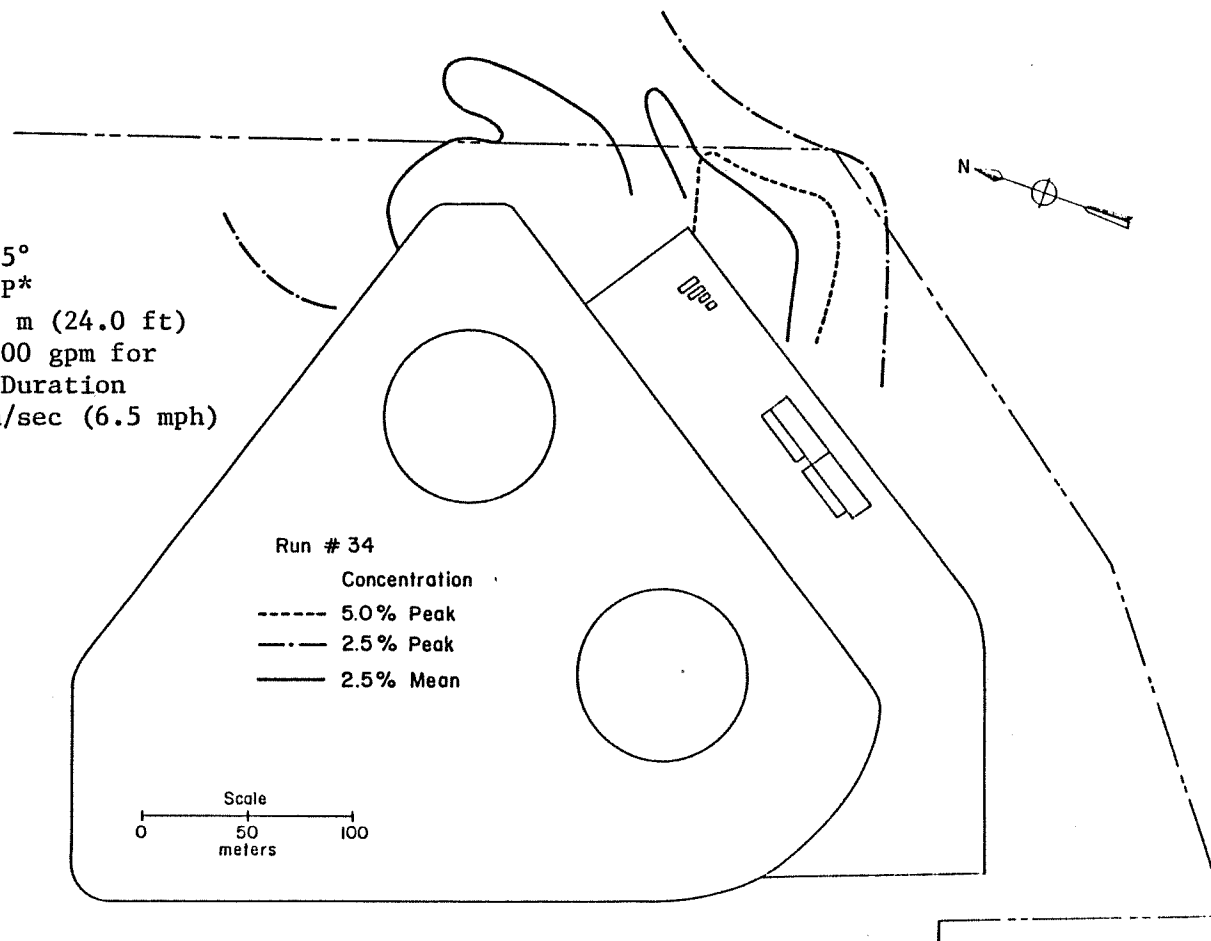 N
5°
P*
m (24.0 ft)
00 gpm for
Duration
/sec (6.5 mph)
Run # 34
Concentration
5.0% Peak
2.5% Peak
2.5% Mean
Scale
0 50 100
meters